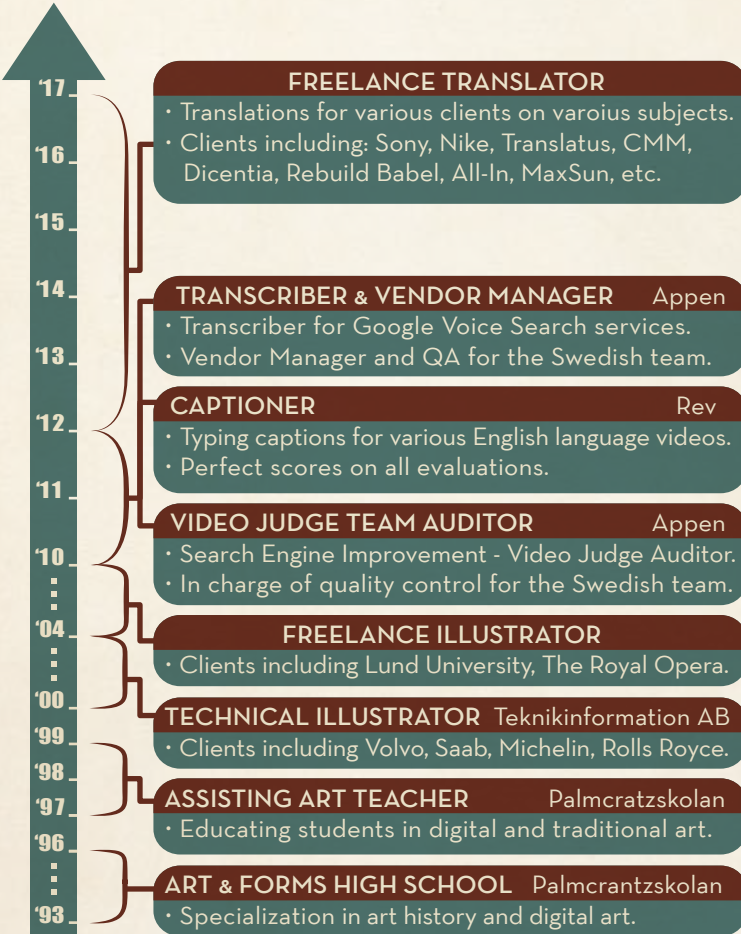 '17
FREELANCE TRANSLATOR
· Translations for various clients on varoius subjects.
'16
· Clients including: Sony, Nike, Translatus, CMM,
Dicentia, Rebuild Babel, All-In, MaxSun, etc.
'15
'14
TRANSCRIBER & VENDOR MANAGER Appen
· Transcriber for Google Voice Search services.
'13
· Vendor Manager and QA for the Swedish team.
'12
CAPTIONER Rev
· Typing captions for various English language videos.
· Perfect scores on all evaluations.
'11
VIDEO JUDGE TEAM AUDITOR Appen
'10
· Search Engine Improvement - Video Judge Auditor.
· In charge of quality control for the Swedish team.
'04
FREELANCE ILLUSTRATOR
· Clients including Lund University, The Royal Opera.
'00
TECHNICAL ILLUSTRATOR Teknikinformation AB
'99
· Clients including Volvo, Saab, Michelin, Rolls Royce.
'98
'97
ASSISTING ART TEACHER Palmcratzskolan
· Educating students in digital and traditional art.
'96
ART & FORMS HIGH SCHOOL Palmcrantzskolan
'93
· Specialization in art history and digital art.